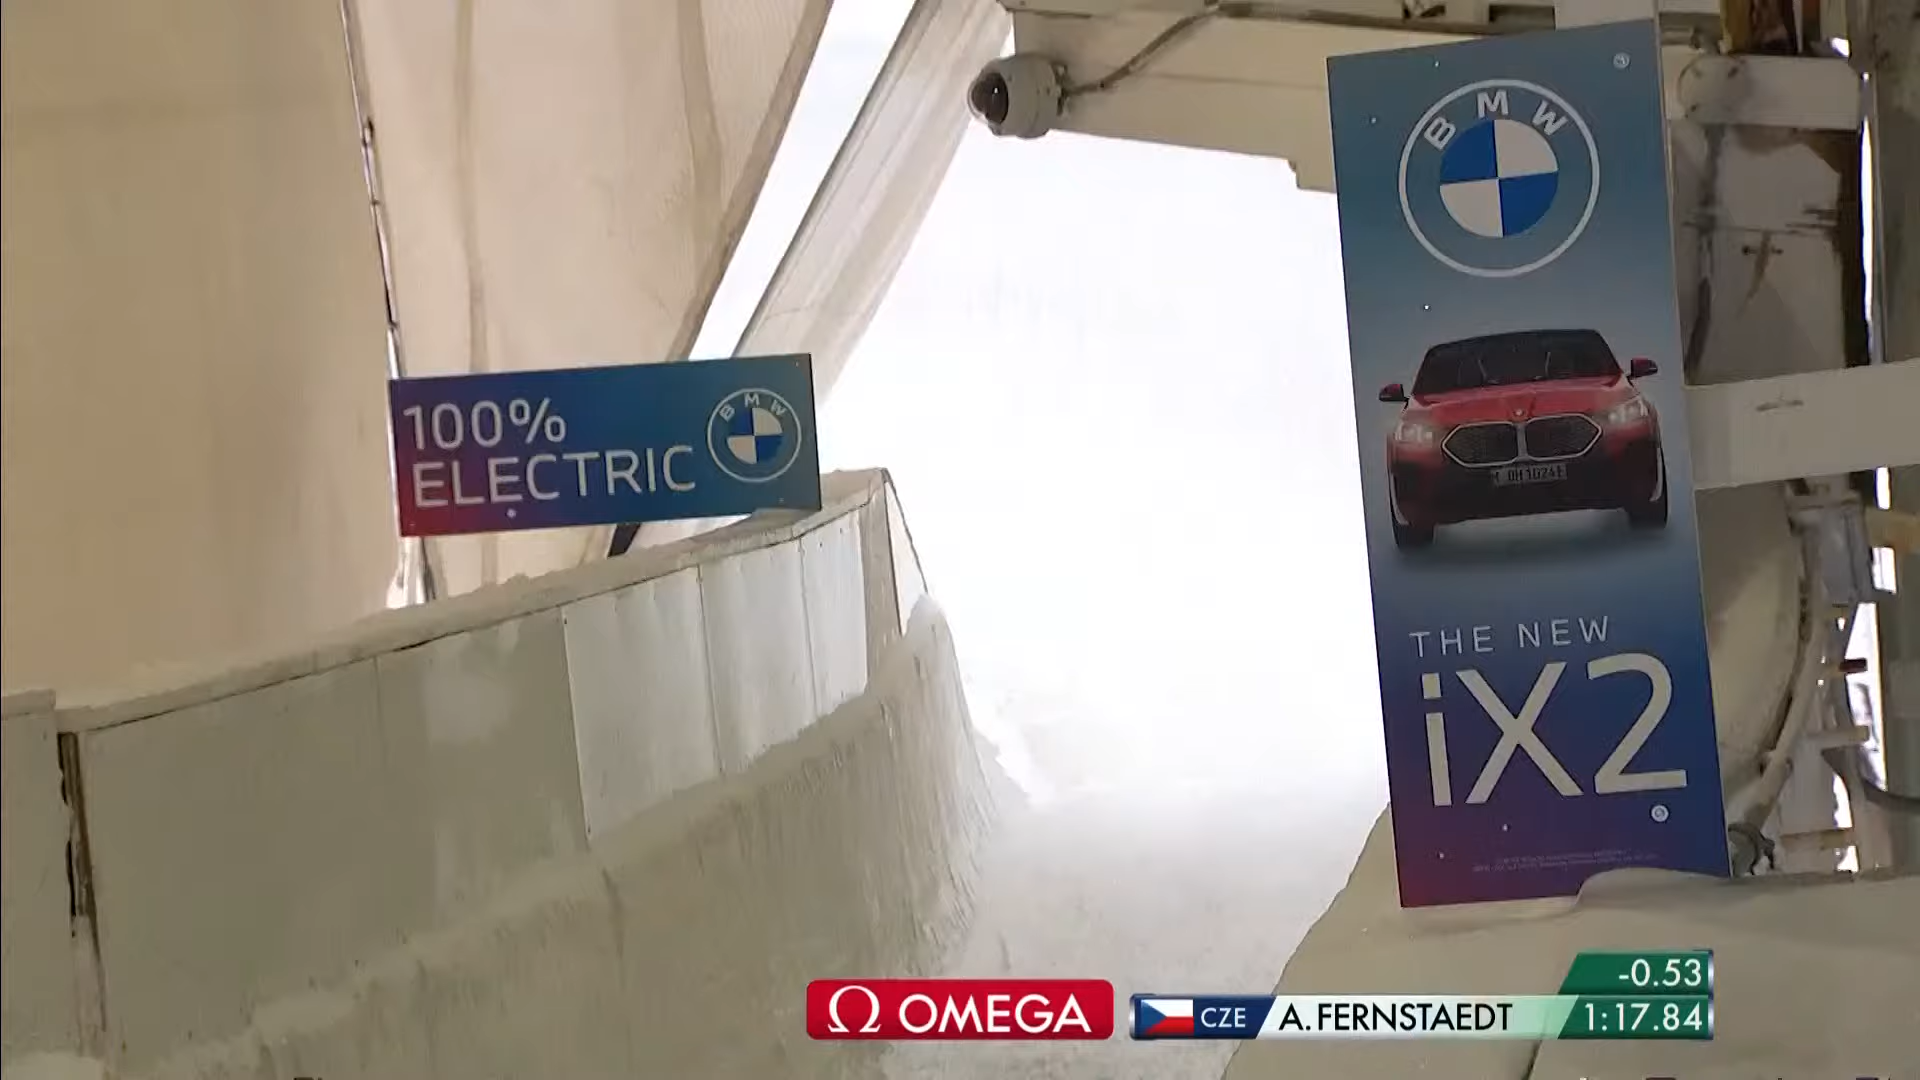 BMW
100%
ELECTRIC
BMW
THE NEW
iX2
-0.53
Ω OMEGA
CZE A.FERNSTAEDT 1:17.84